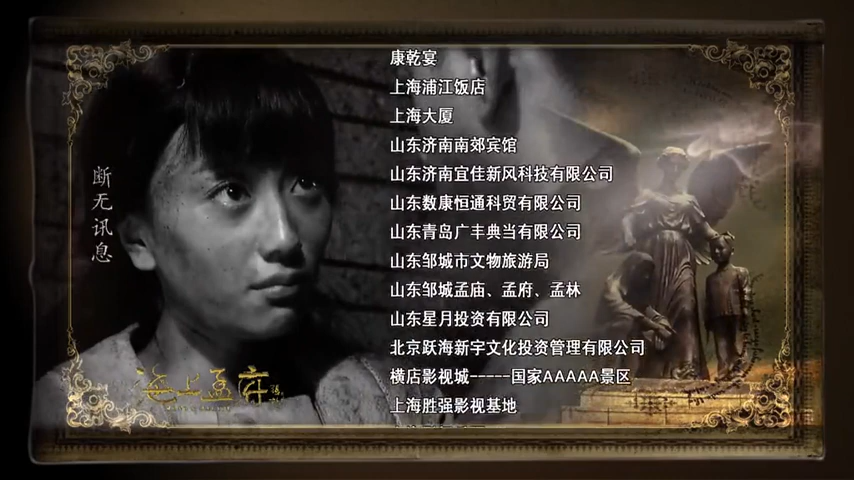 康乾宴
上海浦江饭店
上海大厦
山东济南南郊宾馆
山东济南宜佳新风科技有限公司
山东数康恒通科贸有限公司
山东青岛广丰典当有限公司
山东邹城市文物旅游局
山东邹城孟庙、孟府、孟林
山东星月投资有限公司
北京跃海新宇文化投资管理有限公司
横店影视城-----国家AAAAA景区
上海胜强影视基地
断无讯息
海上孟府